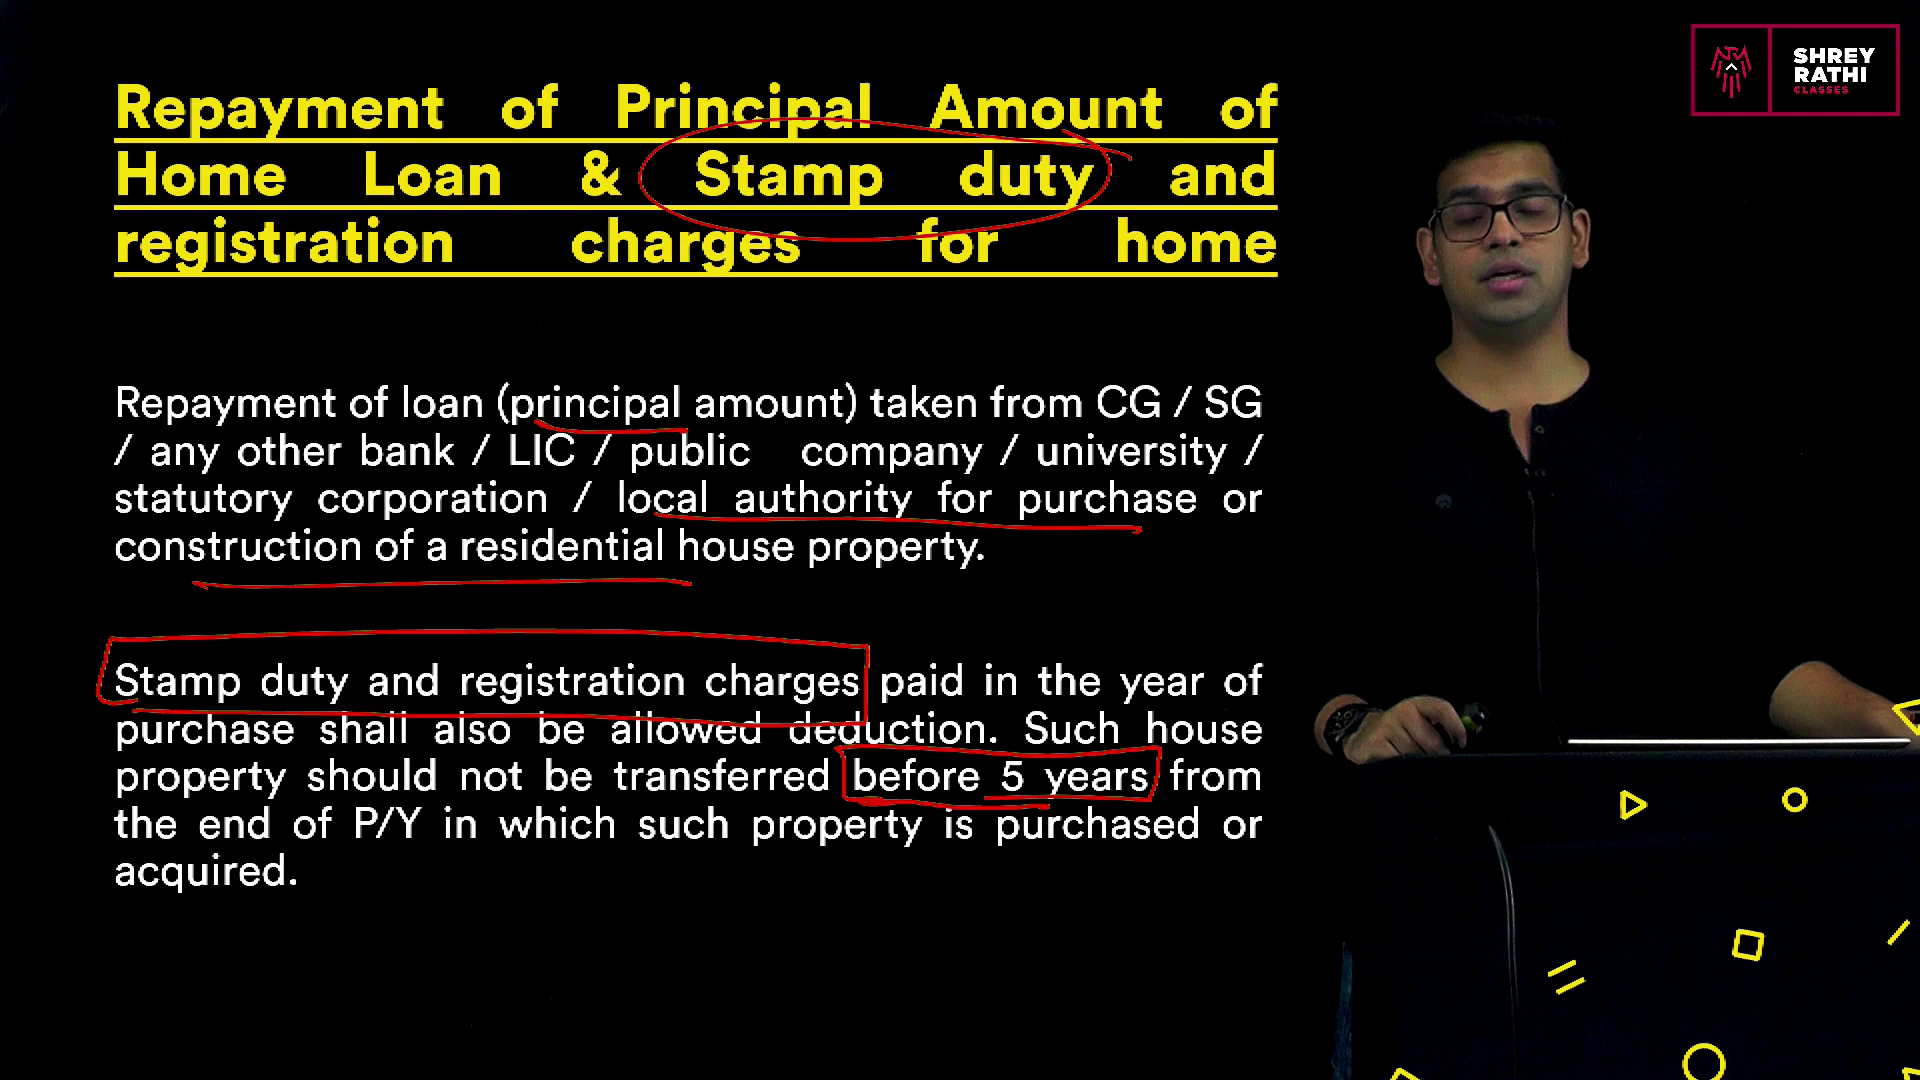 SHREY
RATHI
CLASSES
Repayment of Principal Amount of
Home Loan & Stamp duty and
registration charges for home
Repayment of loan (principal amount) taken from CG / SG
/ any other bank / LIC / public company / university /
statutory corporation / local authority for purchase or
construction of a residential house property.
Stamp duty and registration charges paid in the year of
purchase shall also be allowed deduction. Such house
property should not be transferred before 5 years from
the end of P/Y in which such property is purchased or
acquired.